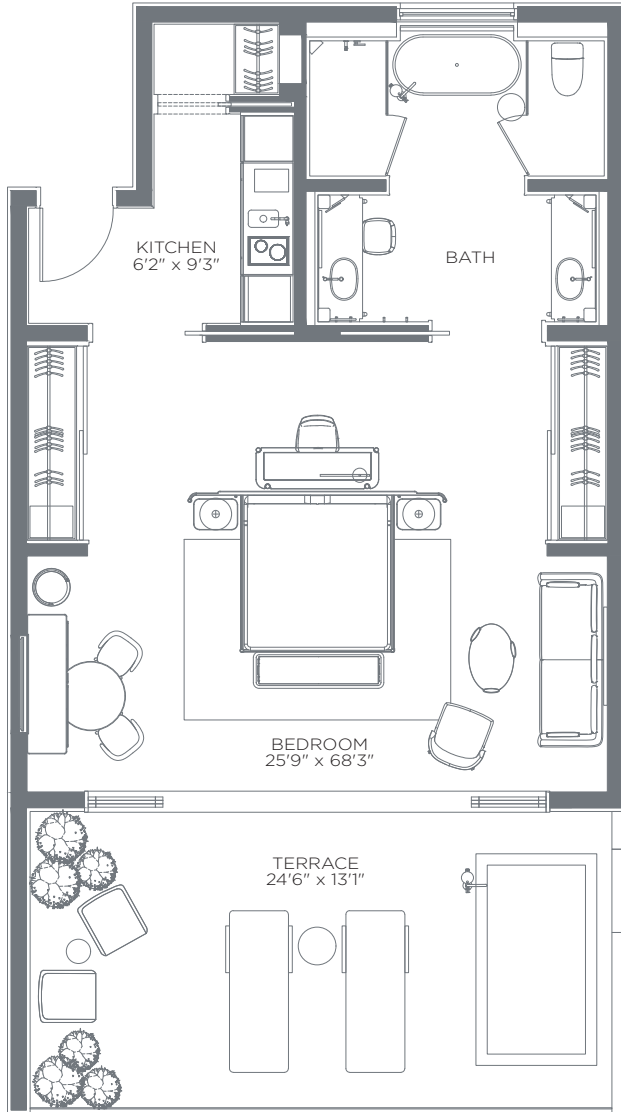 KITCHEN
6'2" x 9'3"
BATH
BEDROOM
25'9" x 68'3"
TERRACE
24'6" x 13'1"